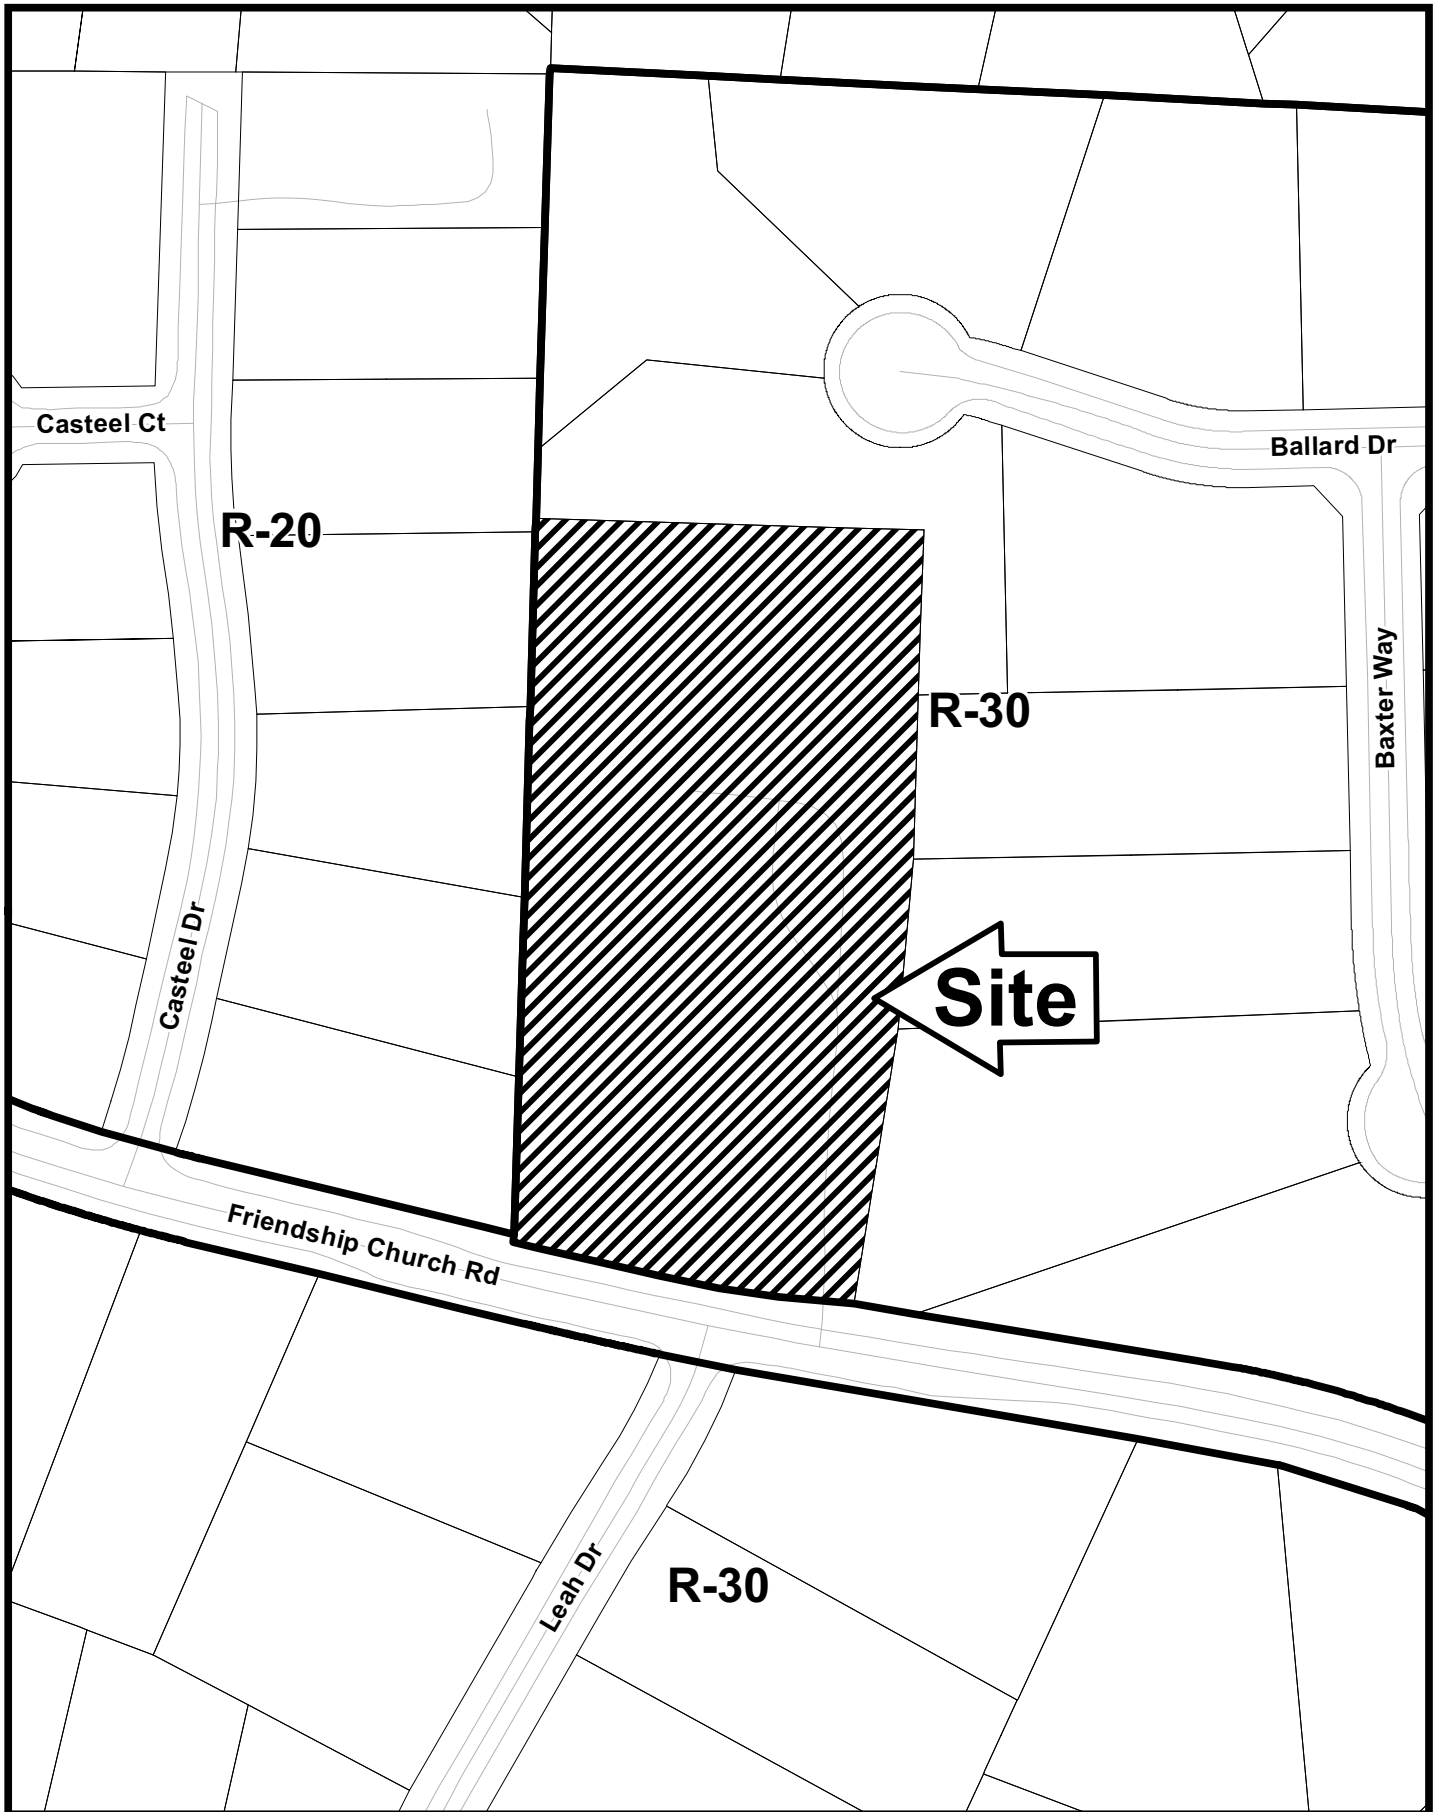 Casteel Ct
Ballard Dr
R-20
Baxter Way
R-30
Casteel Dr
Site
Friendship Church Rd
Leah Dr
R-30